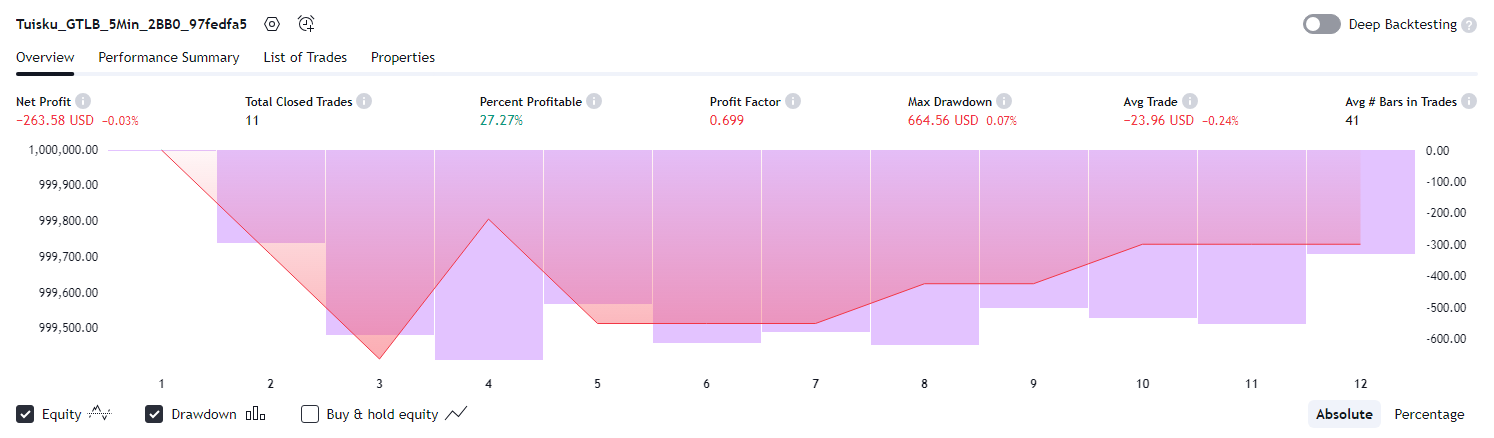 Tuisku_GTLB_5Min_2BB0_97fedfa5 Deep Backtesting ?
Overview Performance Summary List of Trades Properties
Net Profit Total Closed Trades Percent Profitable Profit Factor Max Drawdown Avg Trade Avg # Bars in Trades
−263.58 USD −0.03% 11 27.27% 0.699 664.56 USD 0.07% −23.96 USD −0.24% 41
1,000,000.00 0.00
999,900.00 -100.00
999,800.00 -200.00
999,700.00 -300.00
999,600.00 -400.00
999,500.00 -500.00
-600.00
1 2 3 4 5 6 7 8 9 10 11 12
Equity Drawdown Buy & hold equity Absolute Percentage